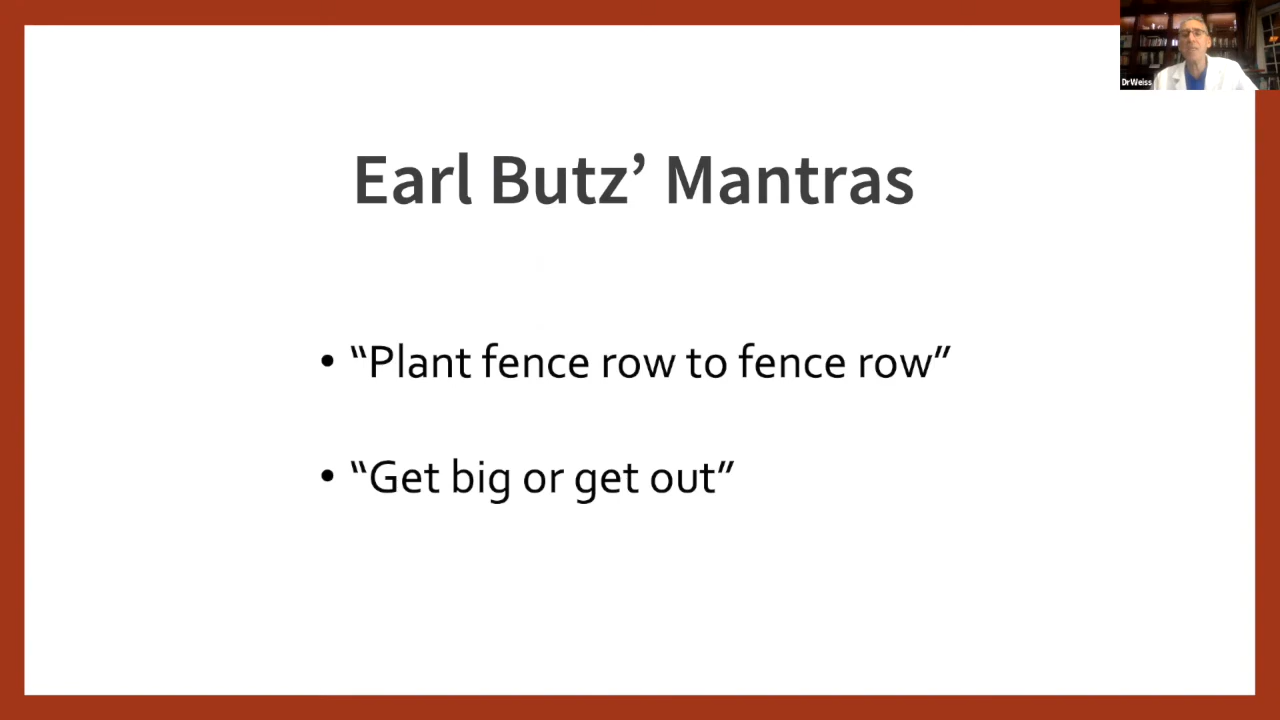 DrWeiss
Earl Butz’ Mantras
• “Plant fence row to fence row”
• “Get big or get out”